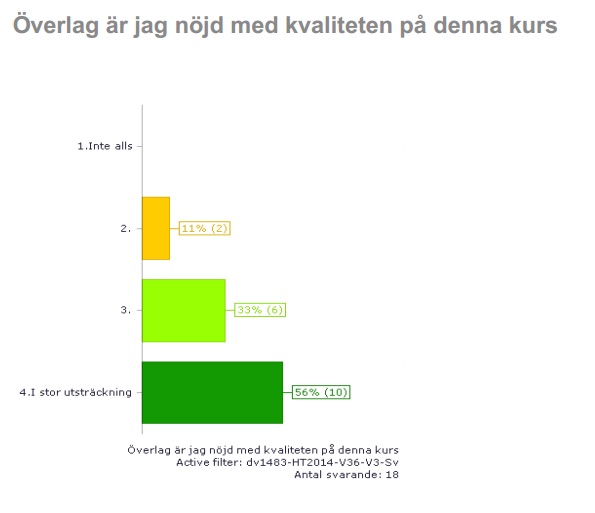 Överlag är jag nöjd med kvaliteten på denna kurs
1.Inte alls
2.
11% (2)
3.
33% (6)
4.I stor utsträckning
56% (10)
Överlag är jag nöjd med kvaliteten på denna kurs
Active filter: dv1483-HT2014-V36-V3-Sv
Antal svarande: 18